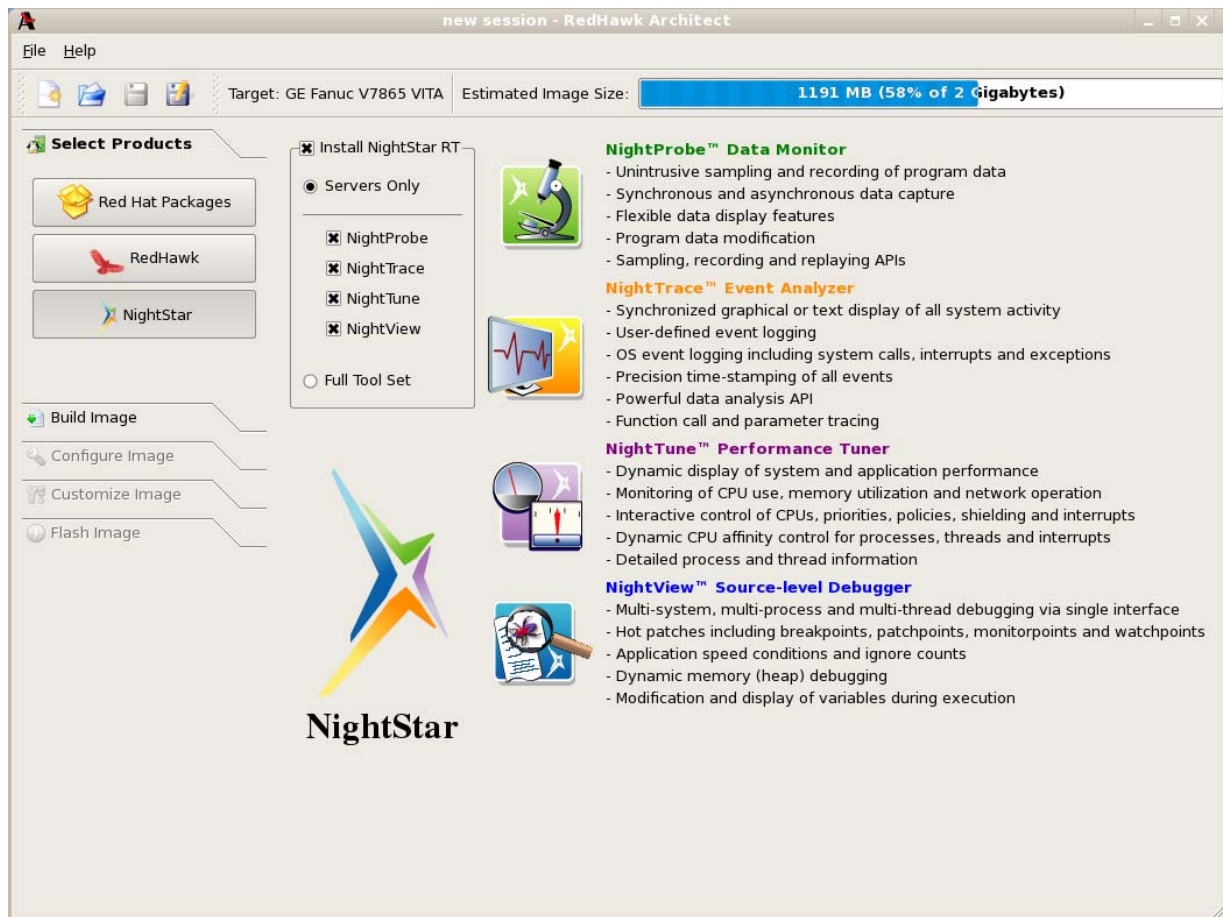 new session - RedHawk Architect
File Help
Target: GE Fanuc V7865 VITA Estimated Image Size: 1191 MB (58% of 2 Gigabytes)
Select Products
Red Hat Packages
RedHawk
NightStar
Build Image
Configure Image
Customize Image
Flash Image
Install NightStar RT
Servers Only
NightProbe
NightTrace
NightTune
NightView
Full Tool Set
NightStar
NightProbe™ Data Monitor
- Unintrusive sampling and recording of program data
- Synchronous and asynchronous data capture
- Flexible data display features
- Program data modification
- Sampling, recording and replaying APIs
NightTrace™ Event Analyzer
- Synchronized graphical or text display of all system activity
- User-defined event logging
- OS event logging including system calls, interrupts and exceptions
- Precision time-stamping of all events
- Powerful data analysis API
- Function call and parameter tracing
NightTune™ Performance Tuner
- Dynamic display of system and application performance
- Monitoring of CPU use, memory utilization and network operation
- Interactive control of CPUs, priorities, policies, shielding and interrupts
- Dynamic CPU affinity control for processes, threads and interrupts
- Detailed process and thread information
NightView™ Source-level Debugger
- Multi-system, multi-process and multi-thread debugging via single interface
- Hot patches including breakpoints, patchpoints, monitorpoints and watchpoints
- Application speed conditions and ignore counts
- Dynamic memory (heap) debugging
- Modification and display of variables during execution